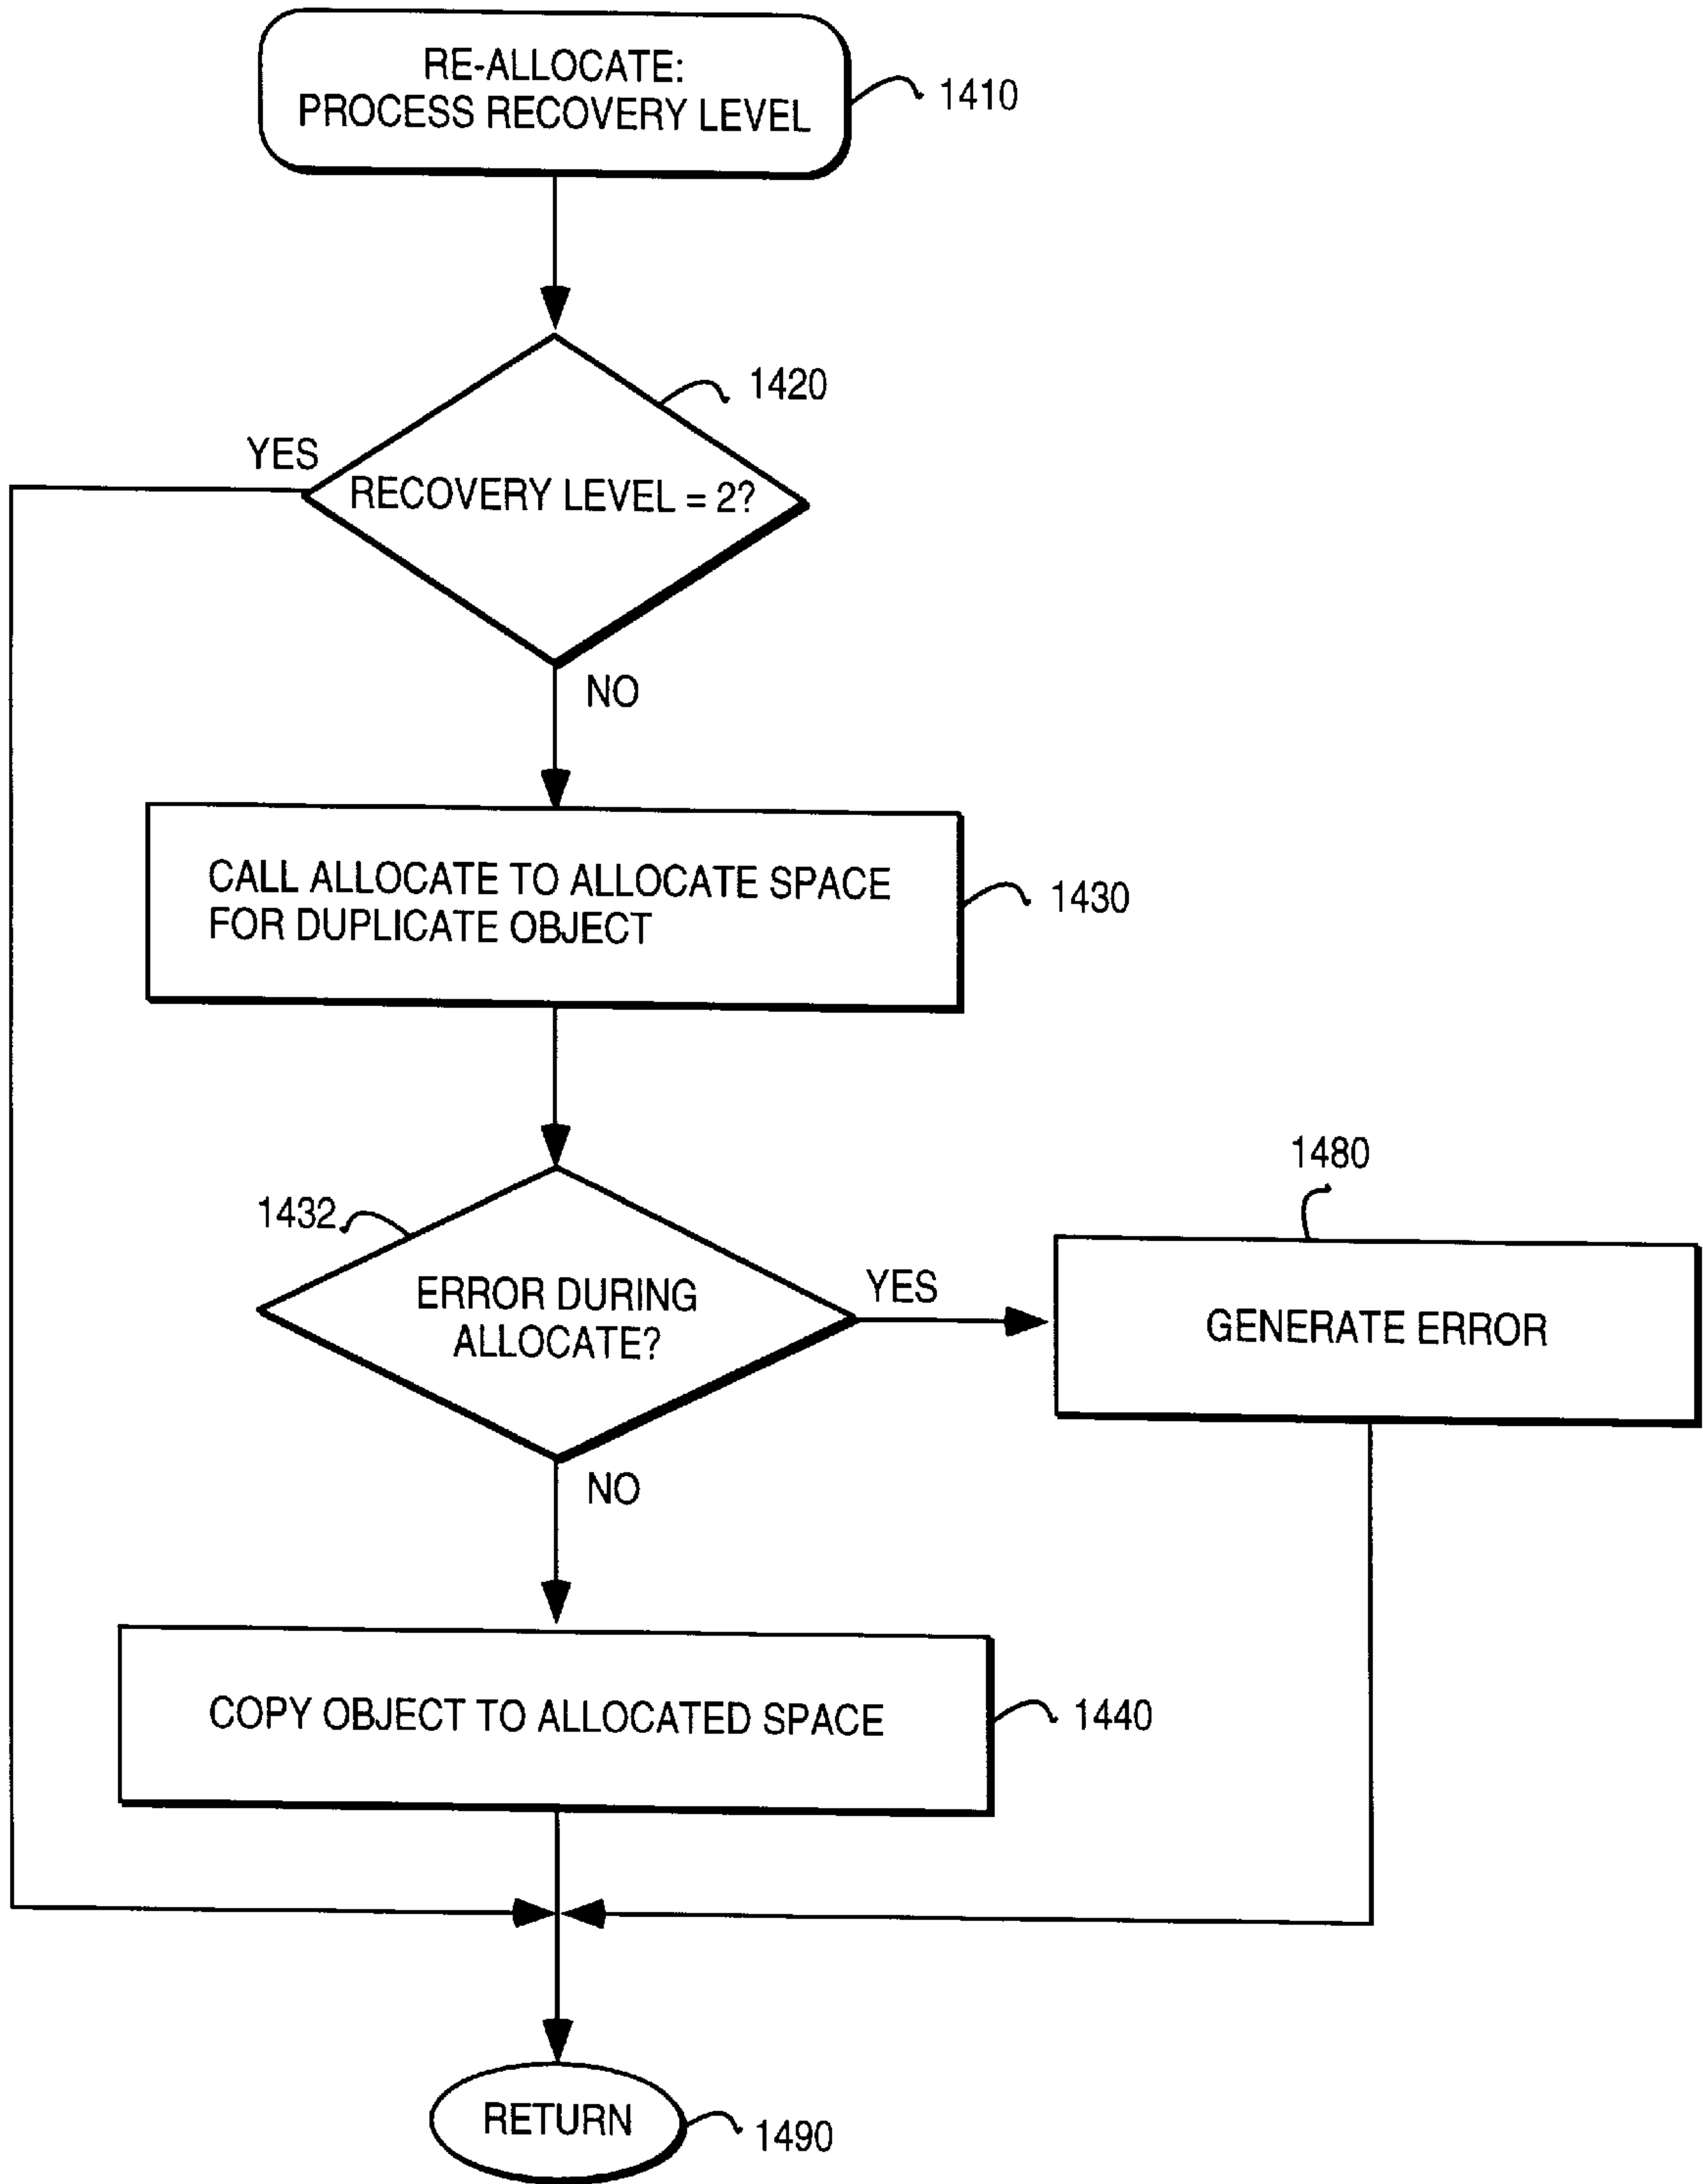 RE-ALLOCATE:
PROCESS RECOVERY LEVEL
1410
1420
YES
RECOVERY LEVEL = 2?
NO
CALL ALLOCATE TO ALLOCATE SPACE
FOR DUPLICATE OBJECT
1430
1480
1432
ERROR DURING
ALLOCATE?
YES
GENERATE ERROR
NO
COPY OBJECT TO ALLOCATED SPACE
1440
RETURN
1490